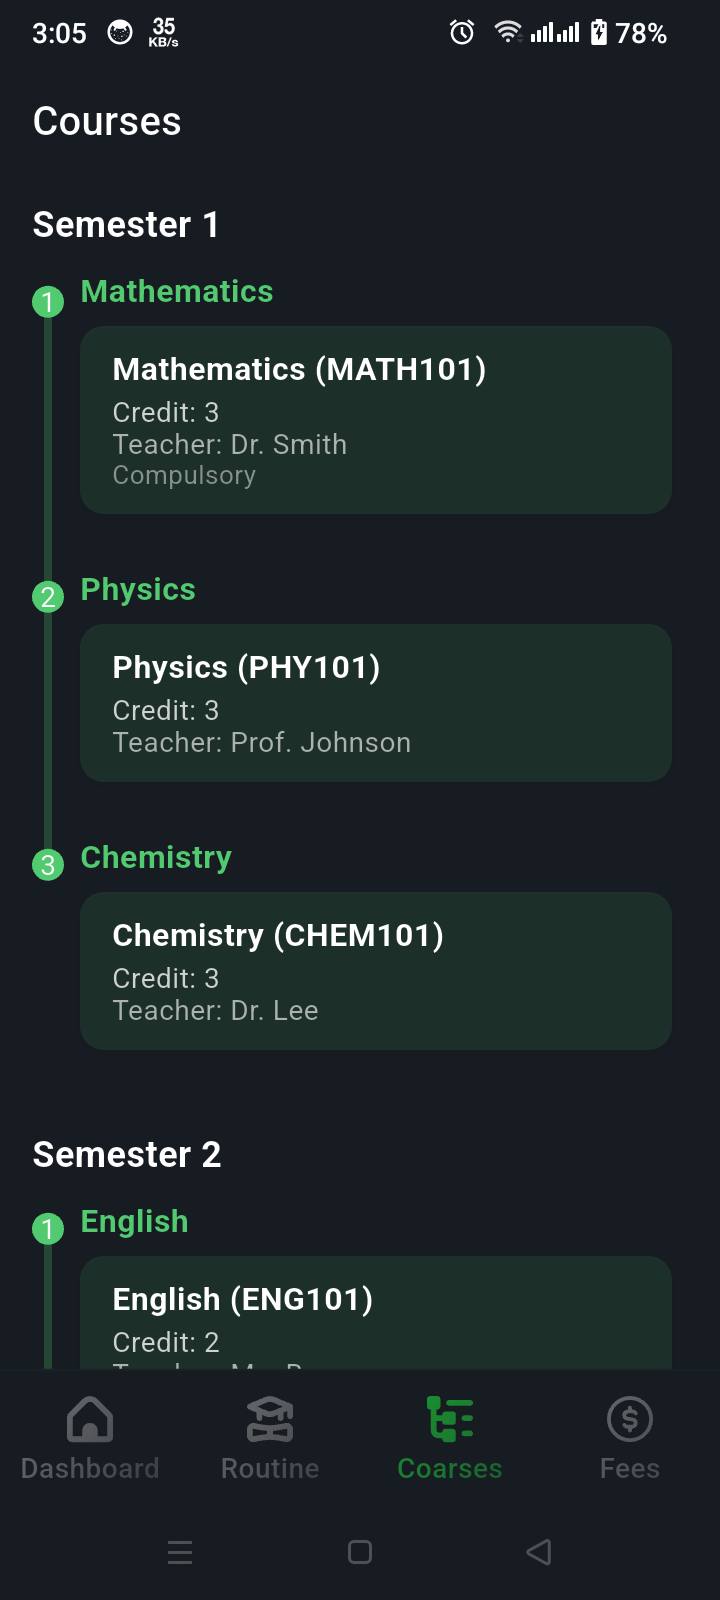 3:05 35 KB/s 78%
Courses
Semester 1
1 Mathematics
Mathematics (MATH101)
Credit: 3
Teacher: Dr. Smith
Compulsory
2 Physics
Physics (PHY101)
Credit: 3
Teacher: Prof. Johnson
3 Chemistry
Chemistry (CHEM101)
Credit: 3
Teacher: Dr. Lee
Semester 2
1 English
English (ENG101)
Credit: 2
Dashboard Routine Coarses Fees